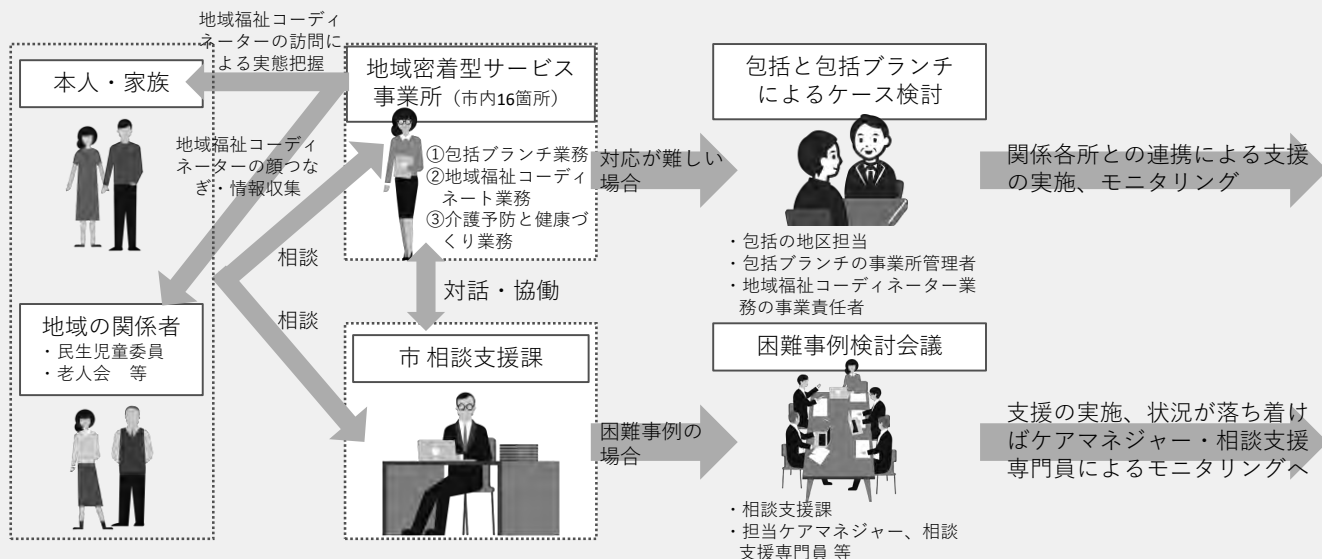 地域福祉コーディ
ネーターの訪問に
よる実態把握
本人・家族
地域福祉コーディ
ネーターの顔つな
ぎ・情報収集
相談
相談
地域の関係者
・民生児童委員
・老人会　等
地域密着型サービス
事業所（市内16箇所）
①包括ブランチ業務
②地域福祉コーディ
ネート業務
③介護予防と健康づ
くり業務
対話・協働
市 相談支援課
対応が難しい
場合
困難事例の
場合
包括と包括ブランチ
によるケース検討
・包括の地区担当
・包括ブランチの事業所管理者
・地域福祉コーディネーター業
務の事業責任者
困難事例検討会議
・相談支援課
・担当ケアマネジャー、相談
支援専門員 等
関係各所との連携による支援
の実施、モニタリング
支援の実施、状況が落ち着け
ばケアマネジャー・相談支援
専門員によるモニタリングへ